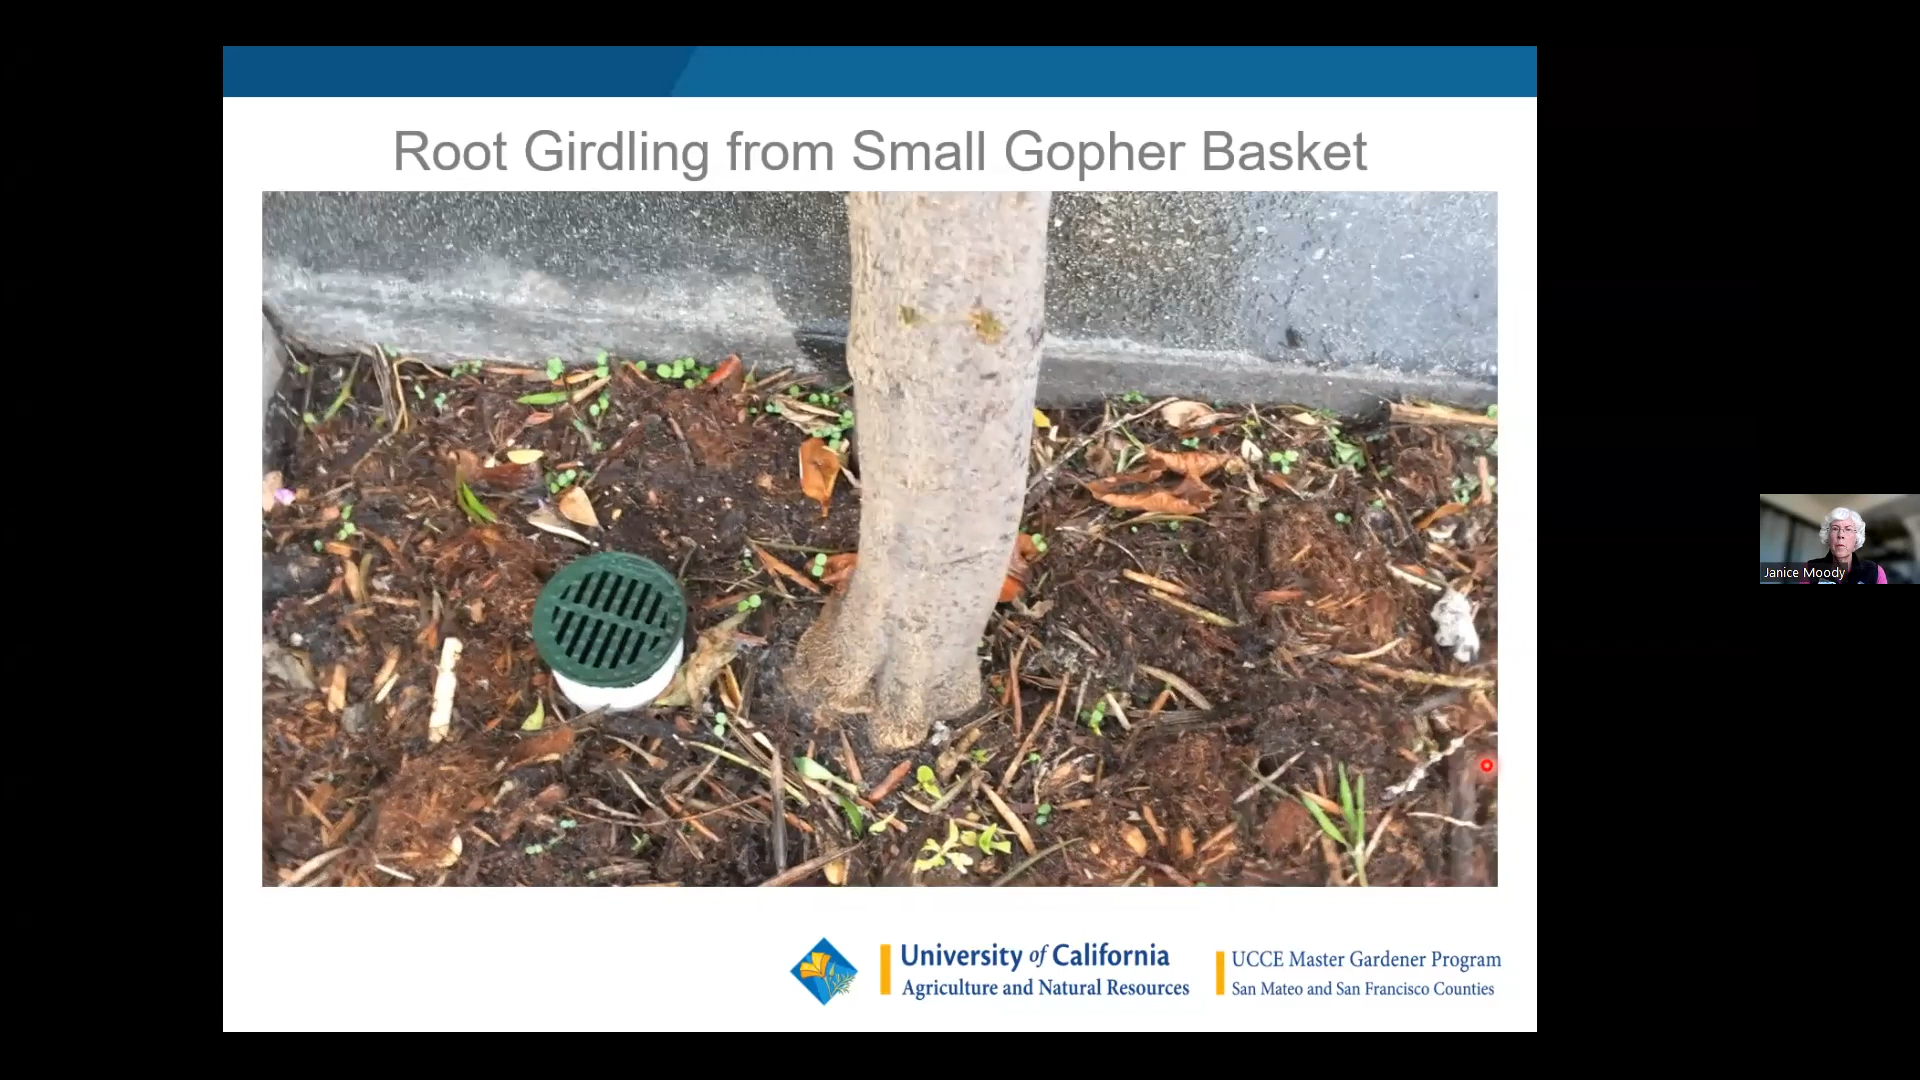 Root Girdling from Small Gopher Basket
Janice Moody
University of California
Agriculture and Natural Resources
UCCE Master Gardener Program
San Mateo and San Francisco Counties